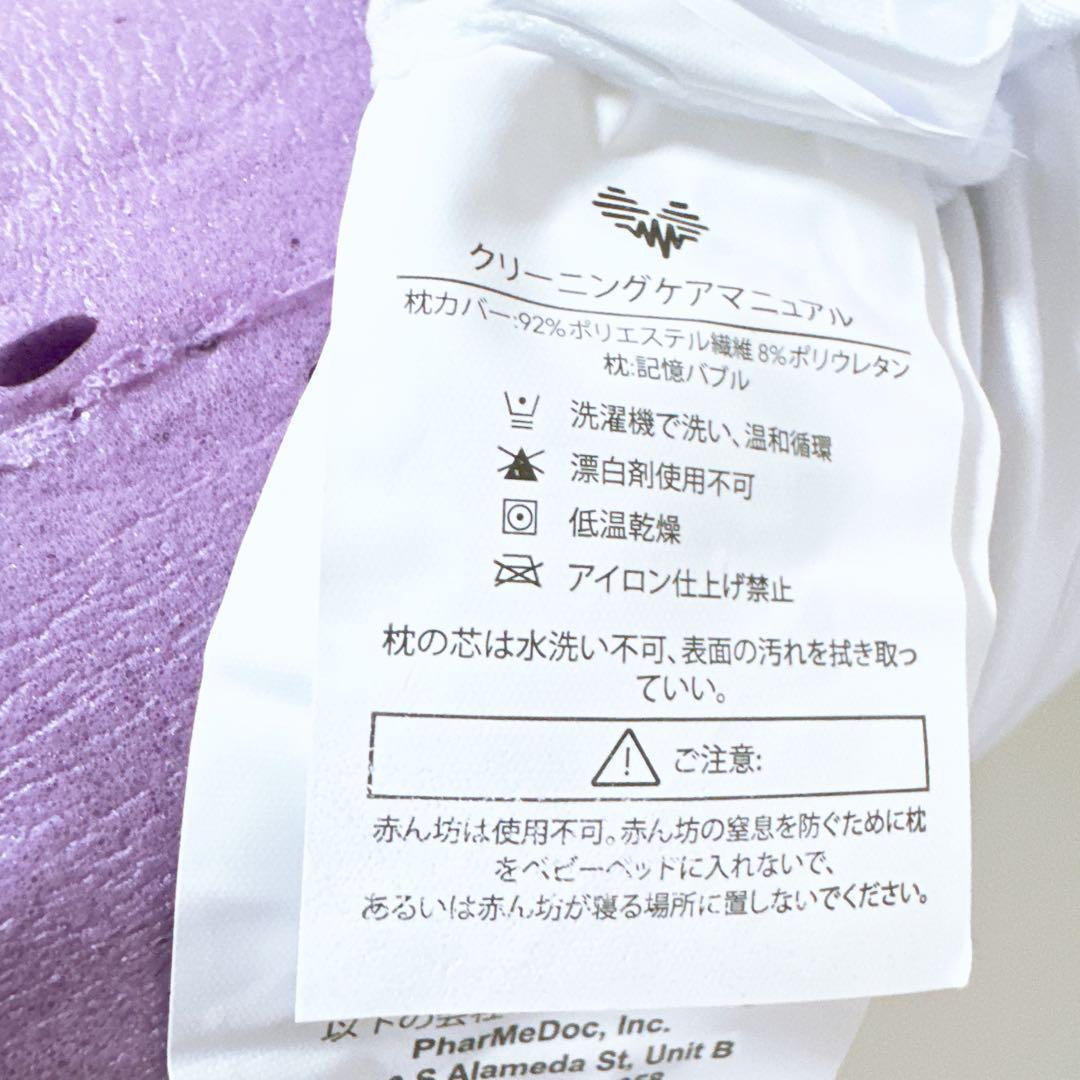 クリーニングケアマニュアル
枕カバー:92%ポリエステル繊維 8%ポリウレタン
枕:記憶バブル
洗濯機で洗い、温和循環
漂白剤使用不可
低温乾燥
アイロン仕上げ禁止
枕の芯は水洗い不可、表面の汚れを拭き取っ
ていい。
ご注意:
赤ん坊は使用不可。赤ん坊の窒息を防ぐために枕
をベビーベッドに入れないで、
あるいは赤ん坊が寝る場所に置しないでください。
以下の会
PharMeDoc, Inc.
S Alameda St, Unit B